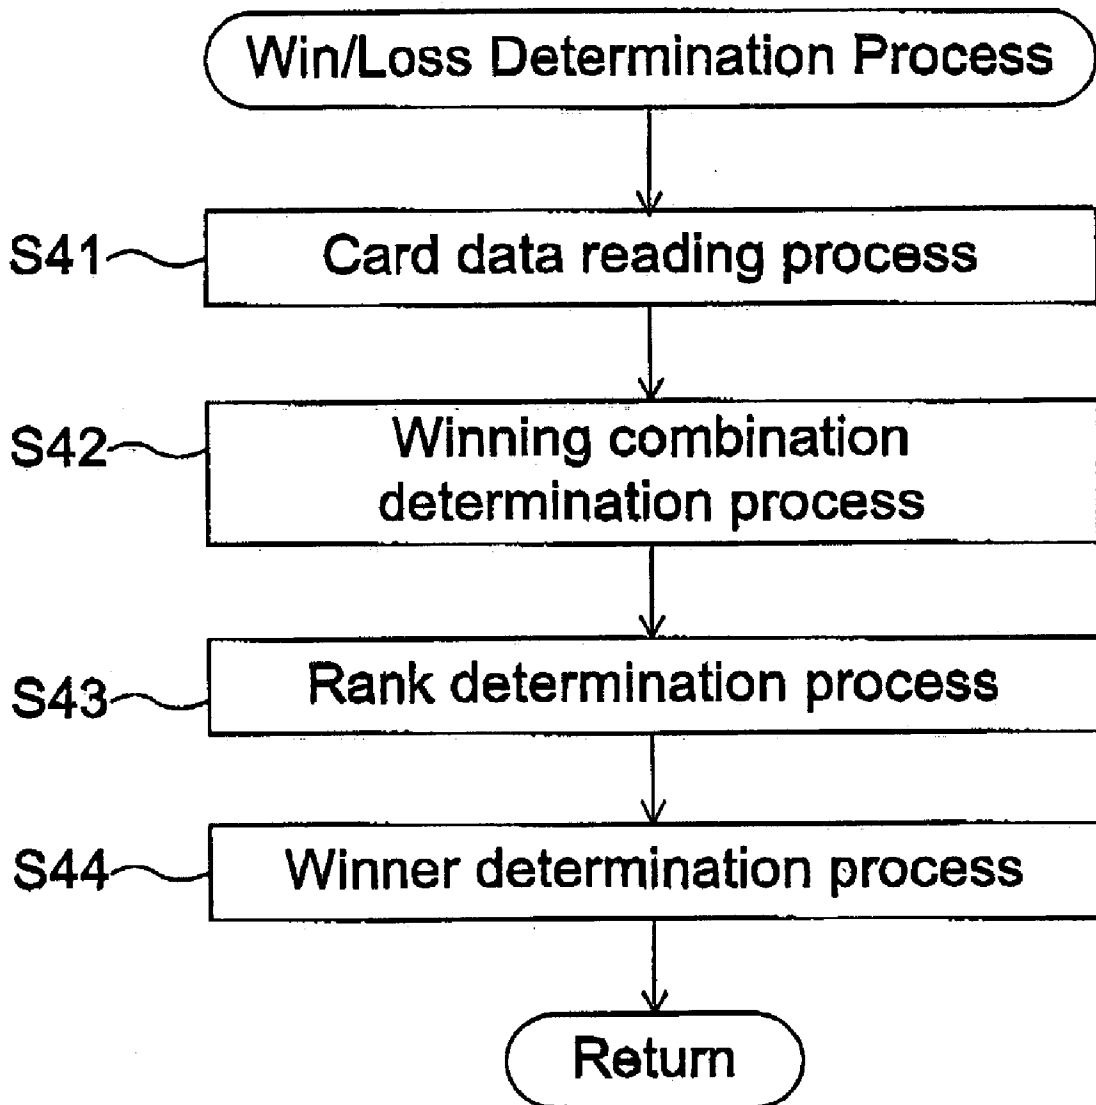 Win/Loss Determination Process
S41
Card data reading process
S42
Winning combination
determination process
S43
Rank determination process
S44
Winner determination process
Return